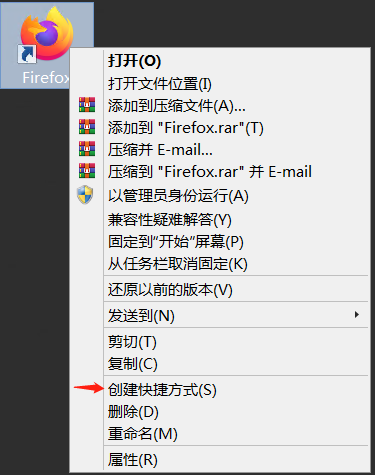 Firefox
打开(O)
打开文件位置(I)
添加到压缩文件(A)...
添加到 "Firefox.rar"(T)
压缩并 E-mail...
压缩到 "Firefox.rar" 并 E-mail
以管理员身份运行(A)
兼容性疑难解答(Y)
固定到“开始”屏幕(P)
从任务栏取消固定(K)
还原以前的版本(V)
发送到(N)
剪切(T)
复制(C)
创建快捷方式(S)
删除(D)
重命名(M)
属性(R)